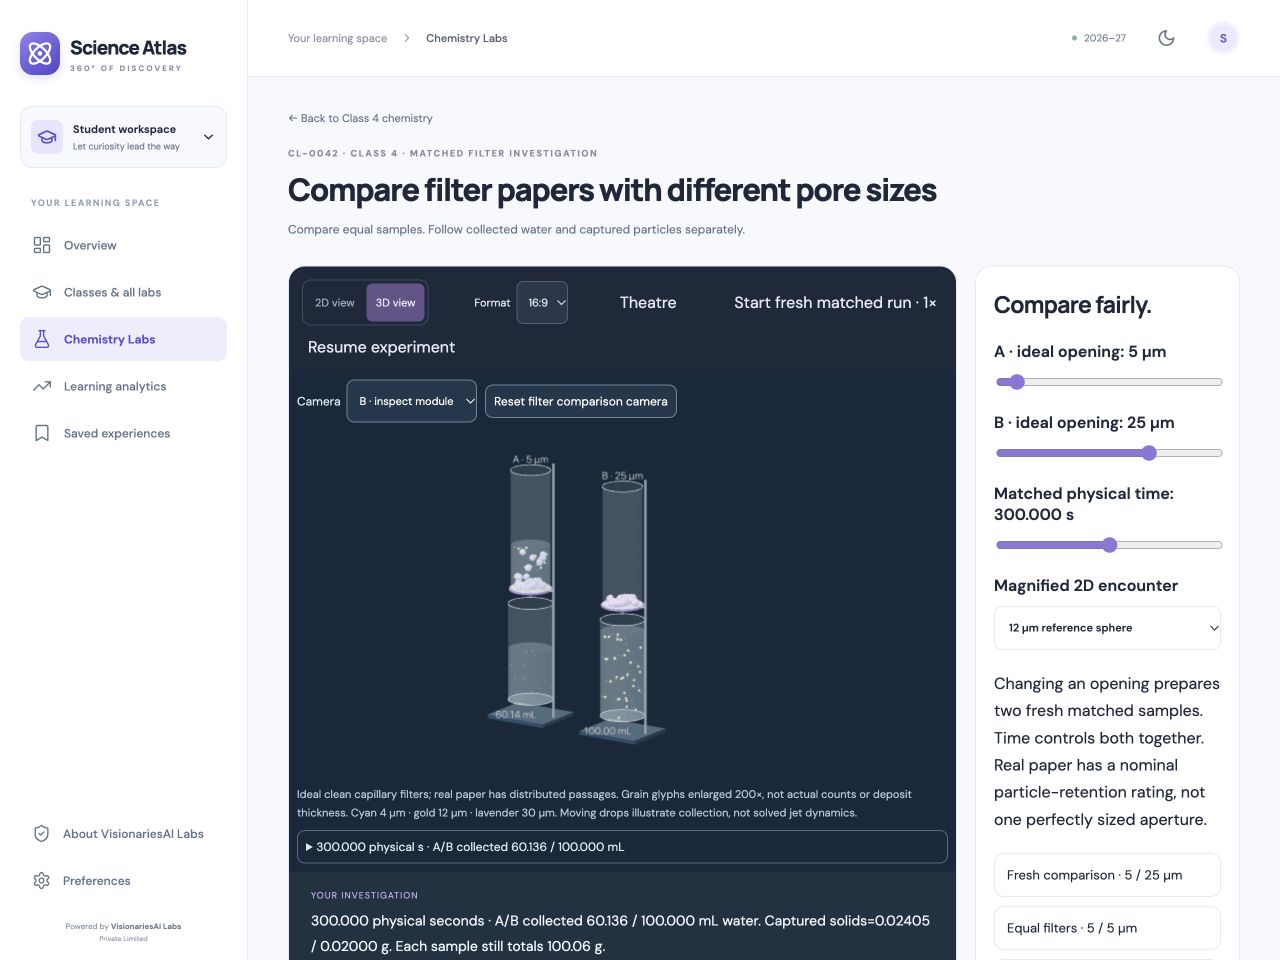 Science Atlas
360° OF DISCOVERY
Student workspace
Let curiosity lead the way
YOUR LEARNING SPACE
Overview
Classes & all labs
Chemistry Labs
Learning analytics
Saved experiences
About VisionariesAI Labs
Preferences
Powered by VisionariesAI Labs
Private Limited
Your learning space
Chemistry Labs
2026–27
S
← Back to Class 4 chemistry
CL-0042 · CLASS 4 · MATCHED FILTER INVESTIGATION
Compare filter papers with different pore sizes
Compare equal samples. Follow collected water and captured particles separately.
2D view
3D view
Format
16:9
Theatre
Start fresh matched run · 1×
Resume experiment
Camera
B · inspect module
Reset filter comparison camera
A · 5 µm
B · 25 µm
60.14 mL
100.00 mL
Ideal clean capillary filters; real paper has distributed passages. Grain glyphs enlarged 200×, not actual counts or deposit
thickness. Cyan 4 µm · gold 12 µm · lavender 30 µm. Moving drops illustrate collection, not solved jet dynamics.
▶ 300.000 physical s · A/B collected 60.136 / 100.000 mL
YOUR INVESTIGATION
300.000 physical seconds · A/B collected 60.136 / 100.000 mL water. Captured solids=0.02405
/ 0.02000 g. Each sample still totals 100.06 g.
Compare fairly.
A · ideal opening: 5 µm
B · ideal opening: 25 µm
Matched physical time:
300.000 s
Magnified 2D encounter
12 µm reference sphere
Changing an opening prepares
two fresh matched samples.
Time controls both together.
Real paper has a nominal
particle-retention rating, not
one perfectly sized aperture.
Fresh comparison · 5 / 25 µm
Equal filters · 5 / 5 µm